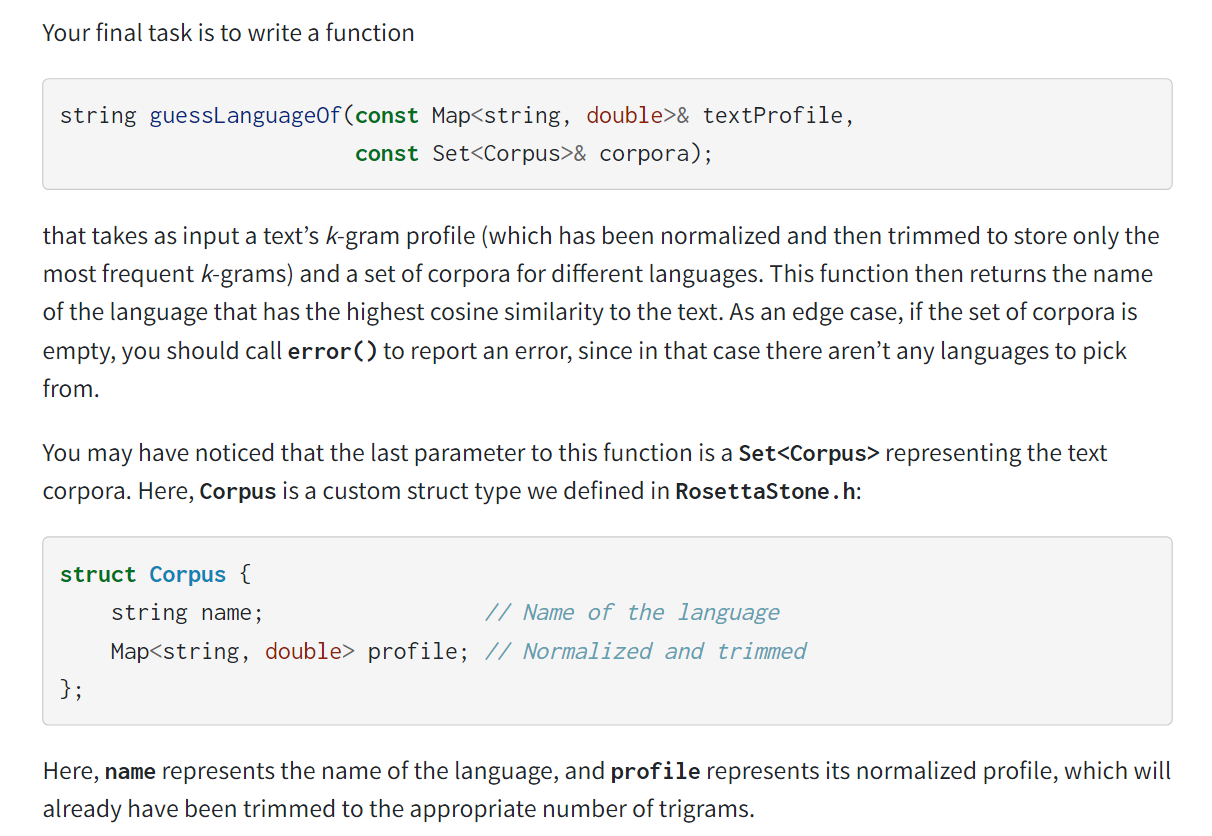 Your final task is to write a function
string guessLanguageOf(const Map<string, double>& textProfile,
                       const Set<Corpus>& corpora);
that takes as input a text’s k-gram profile (which has been normalized and then trimmed to store only the
most frequent k-grams) and a set of corpora for different languages. This function then returns the name
of the language that has the highest cosine similarity to the text. As an edge case, if the set of corpora is
empty, you should call error() to report an error, since in that case there aren’t any languages to pick
from.
You may have noticed that the last parameter to this function is a Set<Corpus> representing the text
corpora. Here, Corpus is a custom struct type we defined in RosettaStone.h:
struct Corpus {
    string name;                 // Name of the language
    Map<string, double> profile; // Normalized and trimmed
};
Here, name represents the name of the language, and profile represents its normalized profile, which will
already have been trimmed to the appropriate number of trigrams.